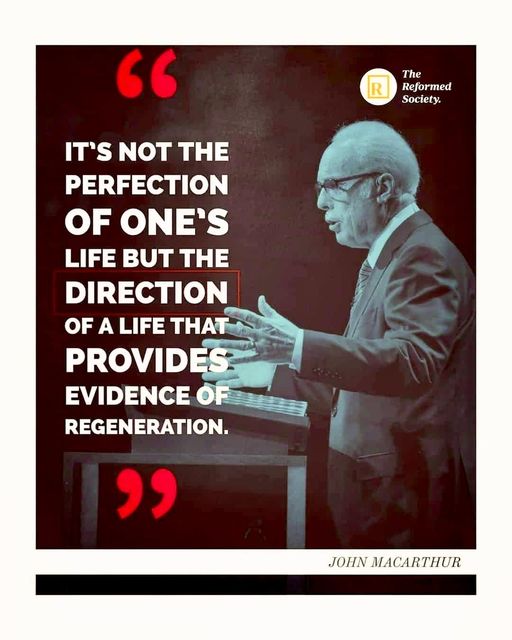 “
R
The
Reformed
Society.
IT'S NOT THE
PERFECTION
OF ONE'S
LIFE BUT THE
DIRECTION
OF A LIFE THAT
PROVIDES
EVIDENCE OF
REGENERATION.
”
JOHN MACARTHUR